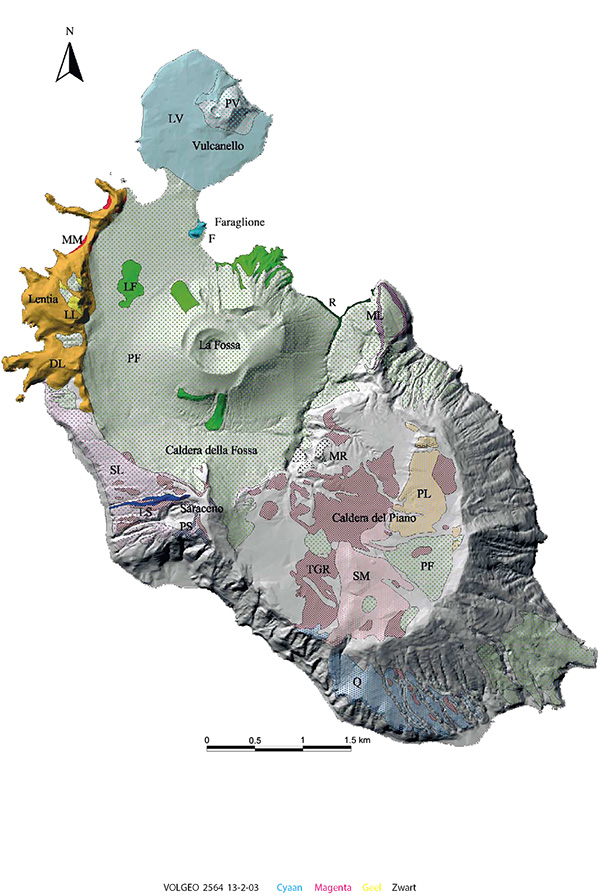 N
PV
LV
Vulcanello
Faraglione
F
MM
LF
Lentia
LL
R
ML
La Fossa
PF
DL
Caldera della Fossa
MR
SL
PL
LS
Saraceno
Caldera del Piano
PS
PF
TGR
SM
Q
0 0.5 1 1.5 km
VOLGEO 2564 13-2-03 Cyaan Magenta Geel Zwart